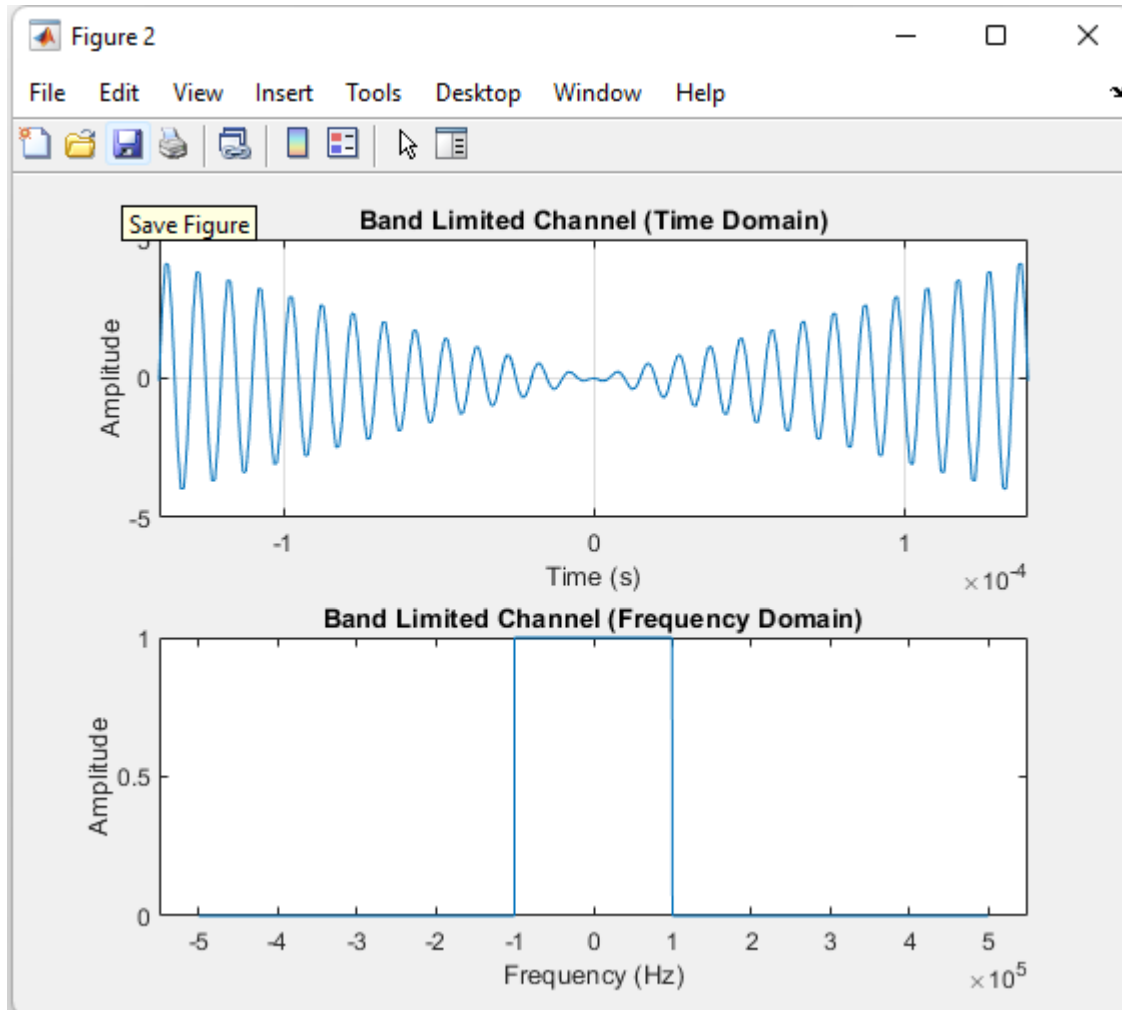 Figure 2
File Edit View Insert Tools Desktop Window Help
Save Figure
Band Limited Channel (Time Domain)
5
0
-5
Amplitude
-1 0 1
Time (s)
×10-4
Band Limited Channel (Frequency Domain)
1
0.5
0
Amplitude
-5 -4 -3 -2 -1 0 1 2 3 4 5
Frequency (Hz)
×105